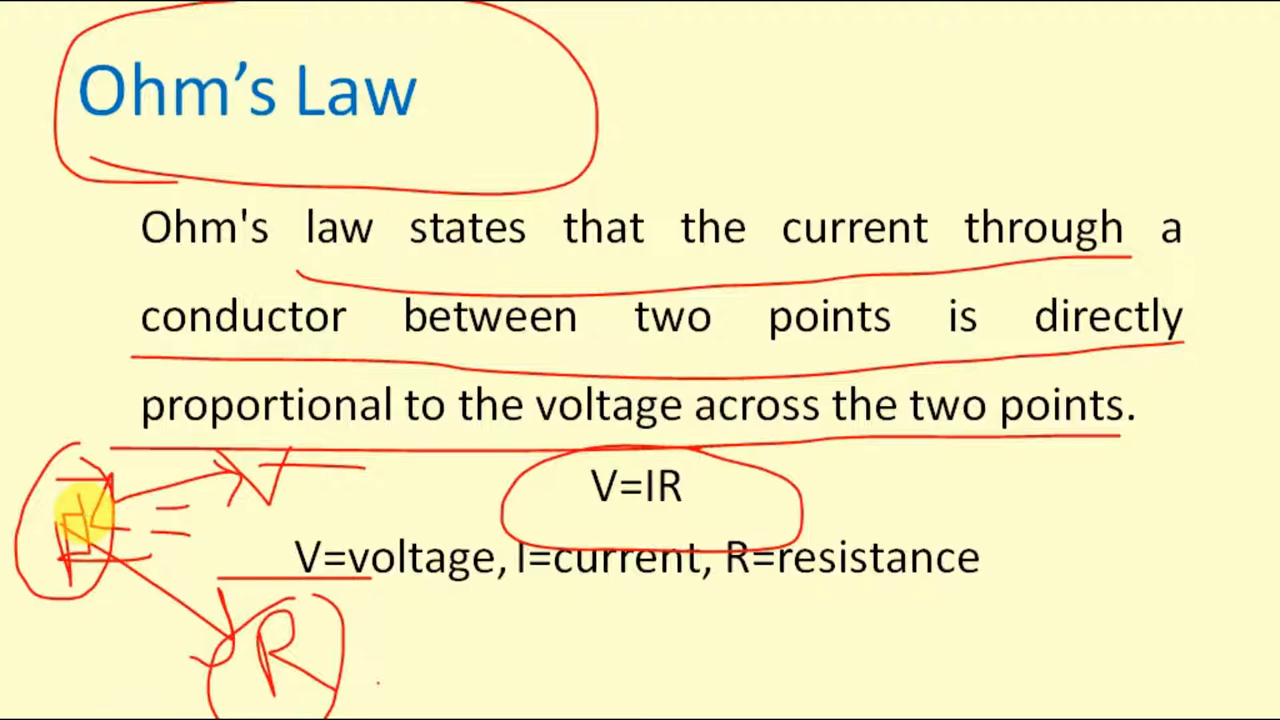 Ohm's Law
Ohm's law states that the current through a
conductor between two points is directly
proportional to the voltage across the two points.
V=IR
V=voltage, I=current, R=resistance
V
R